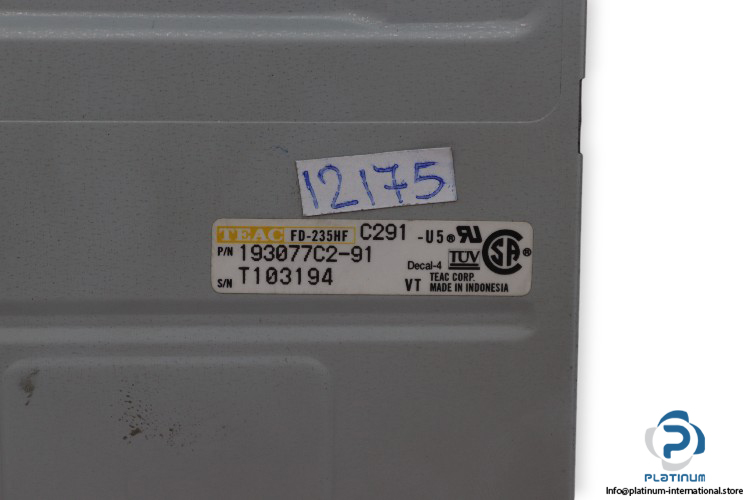 12175
TEAC FD-235HF C291 -U5
P/N 193077C2-91
Decal-4 TUV
S/N T103194
VT TEAC CORP.
MADE IN INDONESIA
PLATINUM
Info@platinum-international.store